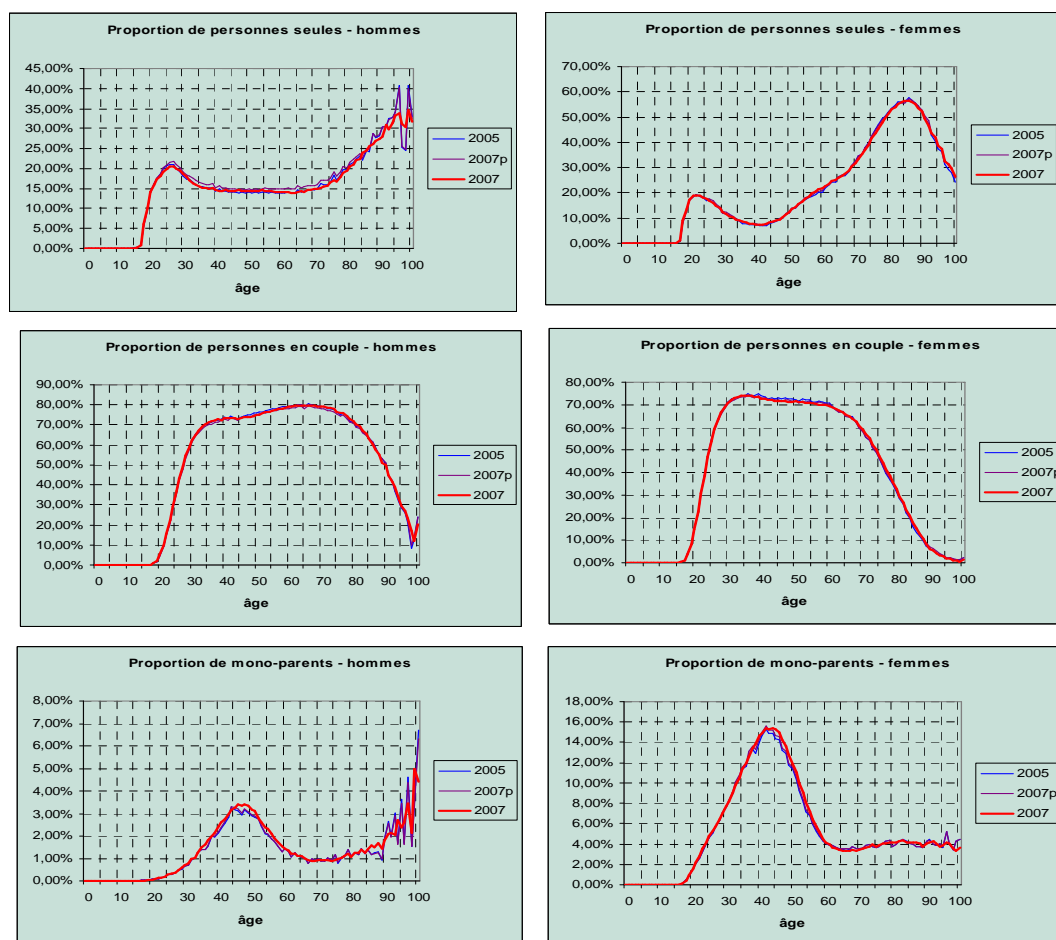 Proportion de personnes seules - hommes
45,00%
40,00%
35,00%
30,00%
25,00%
20,00%
15,00%
10,00%
5,00%
0,00%
0 10 20 30 40 50 60 70 80 90 100
âge
2005
2007p
2007
Proportion de personnes seules - femmes
70,00%
60,00%
50,00%
40,00%
30,00%
20,00%
10,00%
0,00%
0 10 20 30 40 50 60 70 80 90 100
âge
2005
2007p
2007
Proportion de personnes en couple - hommes
90,00%
80,00%
70,00%
60,00%
50,00%
40,00%
30,00%
20,00%
10,00%
0,00%
0 10 20 30 40 50 60 70 80 90 100
âge
2005
2007p
2007
Proportion de personnes en couple - femmes
80,00%
70,00%
60,00%
50,00%
40,00%
30,00%
20,00%
10,00%
0,00%
0 10 20 30 40 50 60 70 80 90 100
âge
2005
2007p
2007
Proportion de mono-parents - hommes
8,00%
7,00%
6,00%
5,00%
4,00%
3,00%
2,00%
1,00%
0,00%
0 10 20 30 40 50 60 70 80 90 100
âge
2005
2007p
2007
Proportion de mono-parents - femmes
18,00%
16,00%
14,00%
12,00%
10,00%
8,00%
6,00%
4,00%
2,00%
0,00%
0 10 20 30 40 50 60 70 80 90 100
âge
2005
2007p
2007